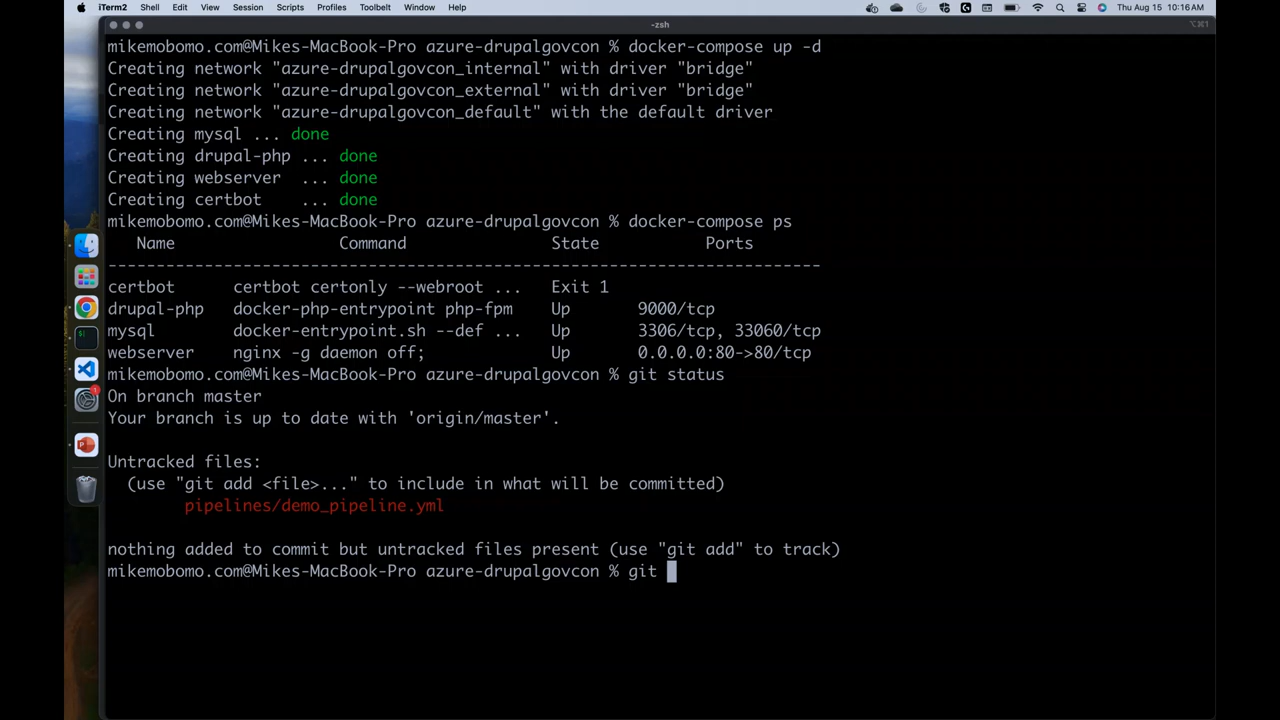 iTerm2 Shell Edit View Session Scripts Profiles Toolbelt Window Help Thu Aug 15 10:16 AM
-zsh ⌥⌘1
mikemobomo.com@Mikes-MacBook-Pro azure-drupalgovcon % docker-compose up -d
Creating network "azure-drupalgovcon_internal" with driver "bridge"
Creating network "azure-drupalgovcon_external" with driver "bridge"
Creating network "azure-drupalgovcon_default" with the default driver
Creating mysql ... done
Creating drupal-php ... done
Creating webserver ... done
Creating certbot ... done
mikemobomo.com@Mikes-MacBook-Pro azure-drupalgovcon % docker-compose ps
Name Command State Ports
--------------------------------------------------------------------------
certbot certbot certonly --webroot ... Exit 1
drupal-php docker-php-entrypoint php-fpm Up 9000/tcp
mysql docker-entrypoint.sh --def ... Up 3306/tcp, 33060/tcp
webserver nginx -g daemon off; Up 0.0.0.0:80->80/tcp
mikemobomo.com@Mikes-MacBook-Pro azure-drupalgovcon % git status
On branch master
Your branch is up to date with 'origin/master'.
Untracked files:
(use "git add <file>..." to include in what will be committed)
pipelines/demo_pipeline.yml
nothing added to commit but untracked files present (use "git add" to track)
mikemobomo.com@Mikes-MacBook-Pro azure-drupalgovcon % git